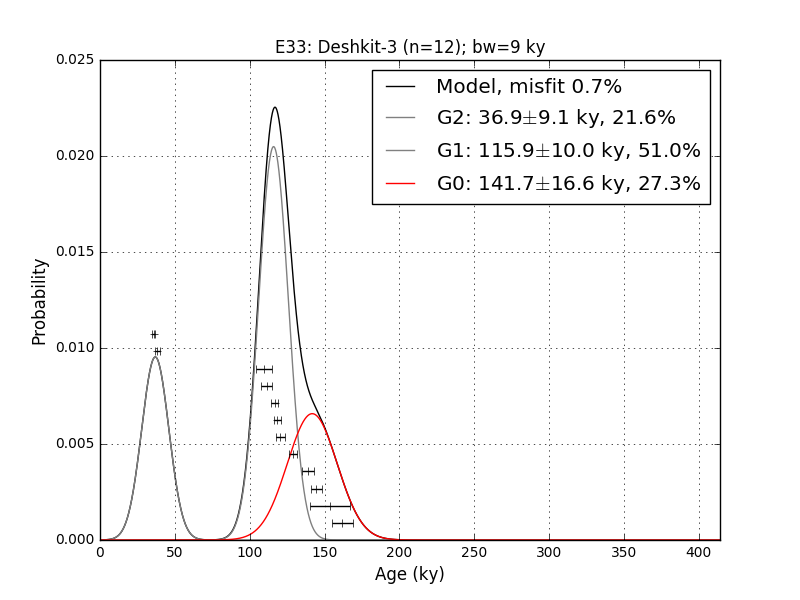 E33: Deshkit-3 (n=12); bw=9 ky
Model, misfit 0.7%
G2: 36.9±9.1 ky, 21.6%
G1: 115.9±10.0 ky, 51.0%
G0: 141.7±16.6 ky, 27.3%
Probability
0.025
0.020
0.015
0.010
0.005
0.000
0 50 100 150 200 250 300 350 400
Age (ky)